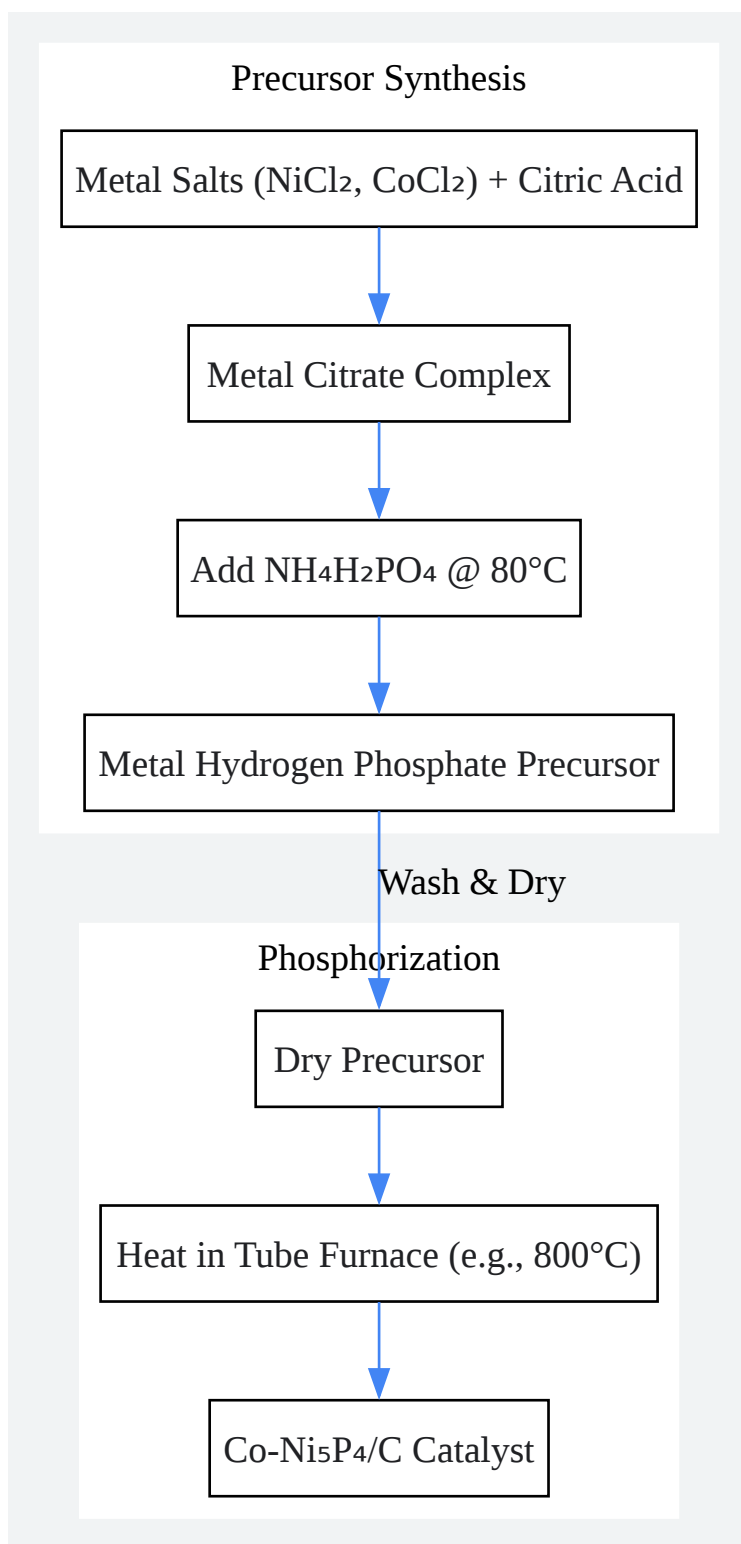 Precursor Synthesis
Metal Salts (NiCl₂, CoCl₂) + Citric Acid
Metal Citrate Complex
Add NH₄H₂PO₄ @ 80°C
Metal Hydrogen Phosphate Precursor
Wash & Dry
Phosphorization
Dry Precursor
Heat in Tube Furnace (e.g., 800°C)
Co-Ni₅P₄/C Catalyst